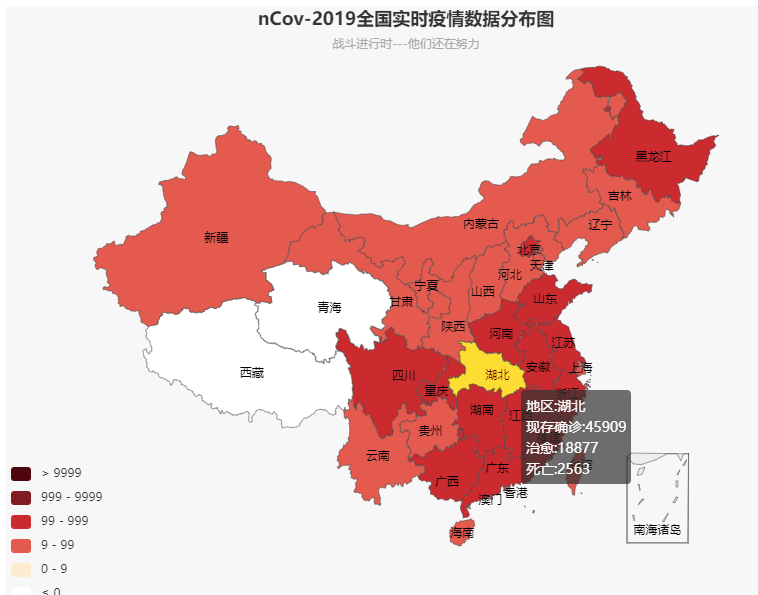 nCov-2019全国实时疫情数据分布图
战斗进行时---他们还在努力
黑龙江
吉林
辽宁
内蒙古
新疆
北京
天津
河北
宁夏
山西
甘肃
山东
青海
陕西
河南
江苏
安徽
上海
西藏
四川
湖北
重庆
浙江
湖南
江
贵州
云南
广东
广西
香港
澳门
海南
南海诸岛
地区:湖北
现存确诊:45909
治愈:18877
死亡:2563
> 9999
999 - 9999
99 - 999
9 - 99
0 - 9
< 0